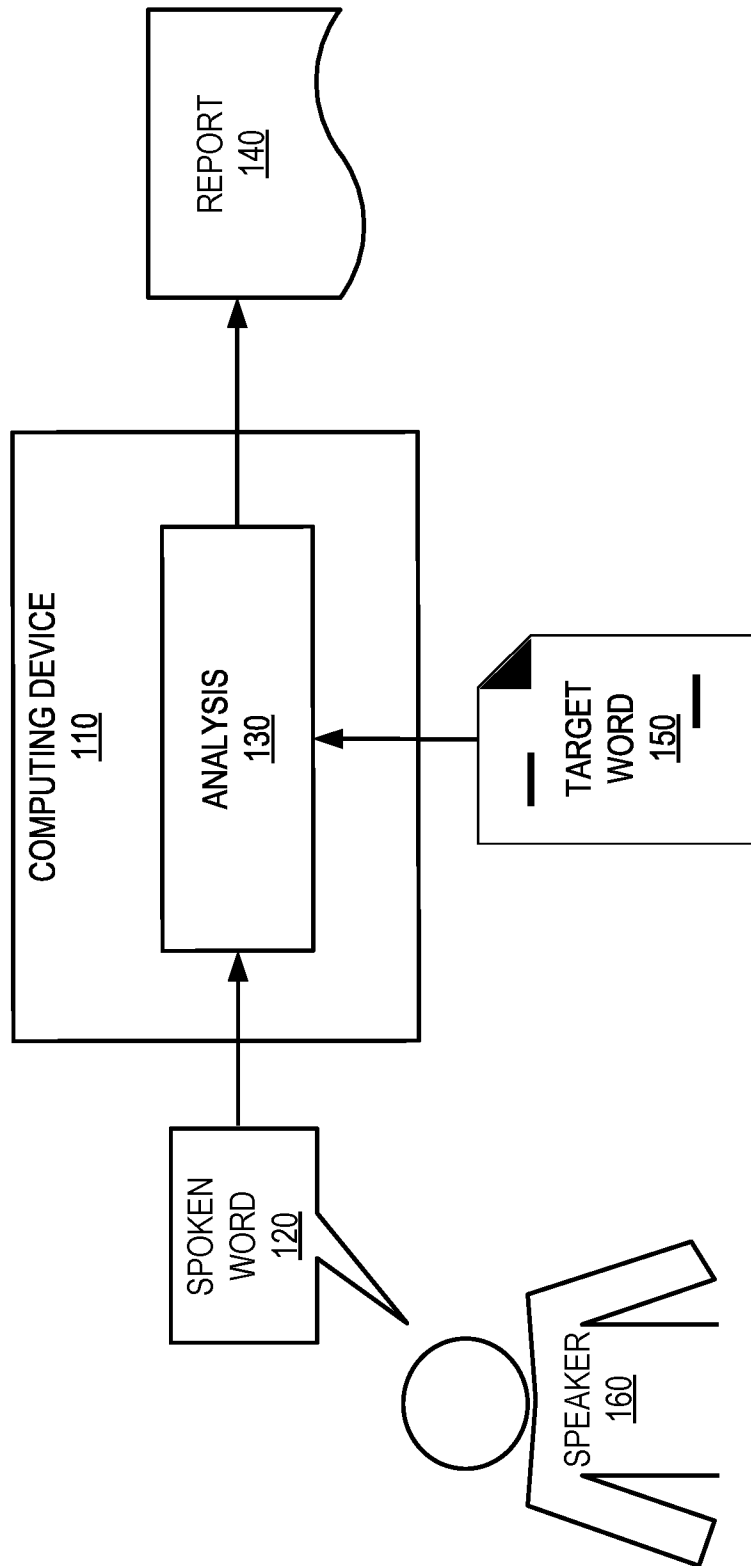 SPOKEN
WORD
120
SPEAKER
160
COMPUTING DEVICE
110
ANALYSIS
130
TARGET
WORD
150
REPORT
140